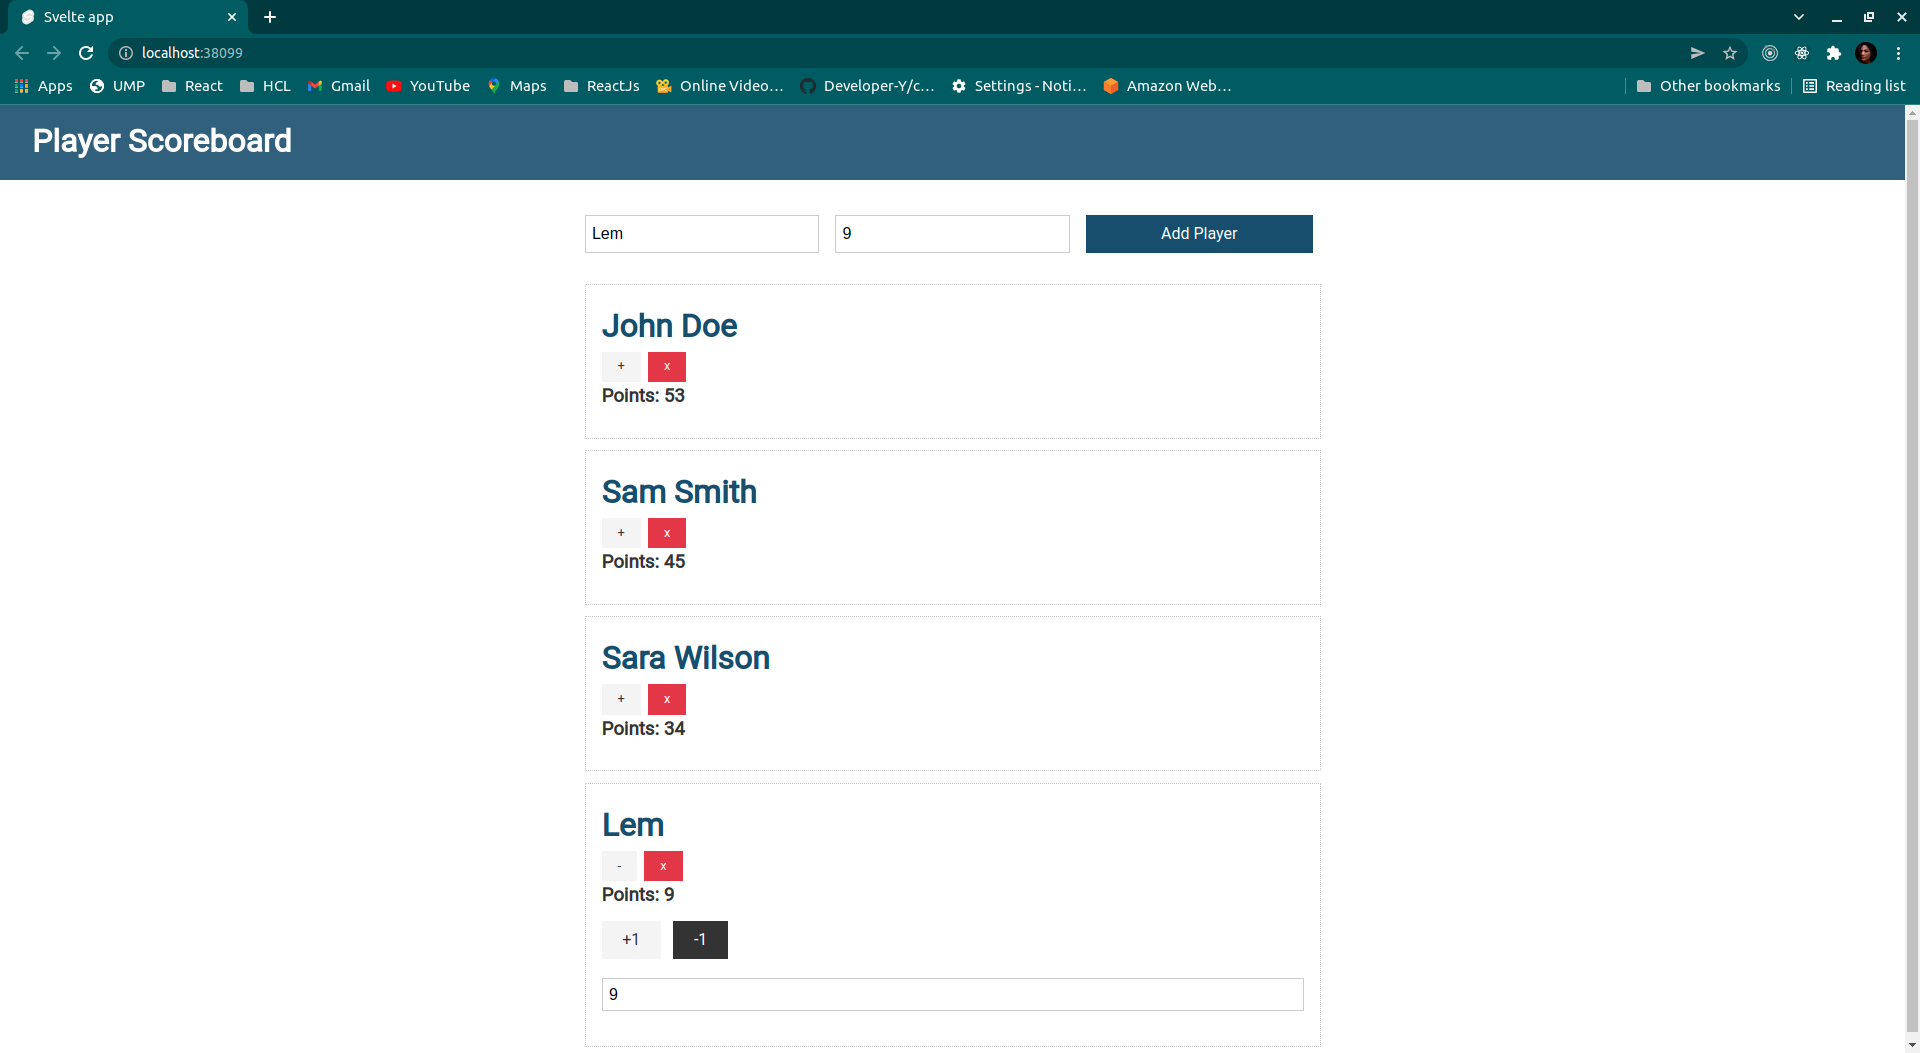 Svelte app
localhost:38099
Apps UMP React HCL Gmail YouTube Maps ReactJs Online Video... Developer-Y/c... Settings - Noti... Amazon Web... Other bookmarks Reading list
Player Scoreboard
Lem 9 Add Player
John Doe
+ x
Points: 53
Sam Smith
+ x
Points: 45
Sara Wilson
+ x
Points: 34
Lem
- x
Points: 9
+1 -1
9